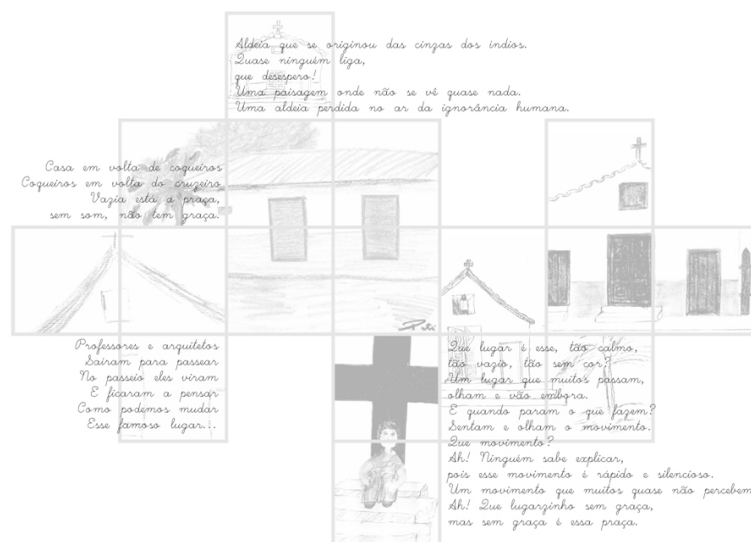 Aldeia que se originou das cinzas dos índios.
Quase ninguém liga,
que desespero!
Uma paisagem onde não se vê quase nada.
Uma aldeia perdida no ar da ignorância humana.
Casa em volta de coqueiros
Coqueiros em volta do cruzeiro
Vazia está a praça,
sem som, não tem graça.
Professores e arquitetos
Saíram para passear
No passeio eles viram
E ficaram a pensar
Como podemos mudar
Esse famoso lugar...
Que lugar é esse, tão calmo,
tão vazio, tão sem cor?
Um lugar que muitos passam,
olham e vão embora.
E quando param o que fazem?
Sentam e olham o movimento.
Que movimento?
Ah! Ninguém sabe explicar,
pois esse movimento é rápido e silencioso.
Um movimento que muitos quase não percebem
Ah! Que lugarzinho sem graça,
mas sem graça é essa praça.